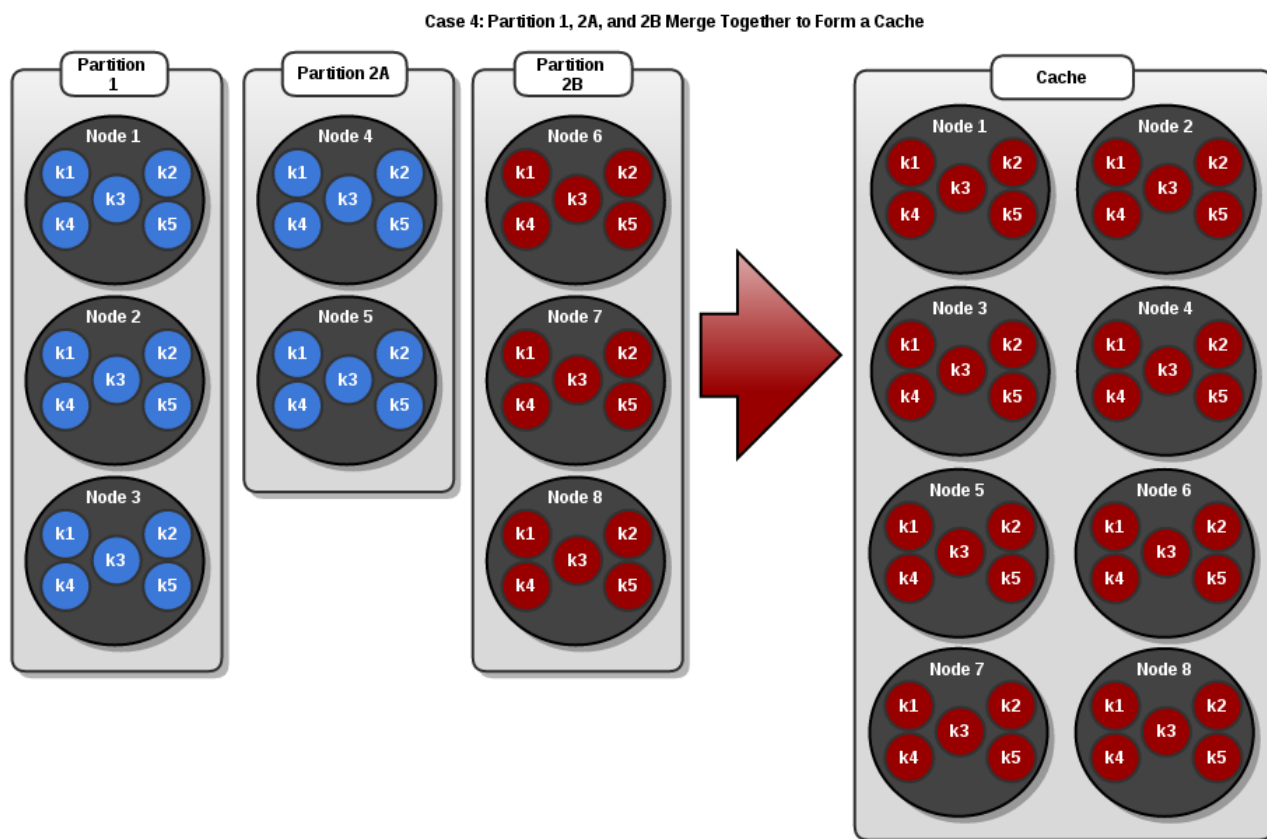 Case 4: Partition 1, 2A, and 2B Merge Together to Form a Cache
Partition
1
Node 1
k1
k2
k3
k4
k5
Node 2
k1
k2
k3
k4
k5
Node 3
k1
k2
k3
k4
k5
Partition 2A
Node 4
k1
k2
k3
k4
k5
Node 5
k1
k2
k3
k4
k5
Partition
2B
Node 6
k1
k2
k3
k4
k5
Node 7
k1
k2
k3
k4
k5
Node 8
k1
k2
k3
k4
k5
Cache
Node 1
k1
k2
k3
k4
k5
Node 2
k1
k2
k3
k4
k5
Node 3
k1
k2
k3
k4
k5
Node 4
k1
k2
k3
k4
k5
Node 5
k1
k2
k3
k4
k5
Node 6
k1
k2
k3
k4
k5
Node 7
k1
k2
k3
k4
k5
Node 8
k1
k2
k3
k4
k5